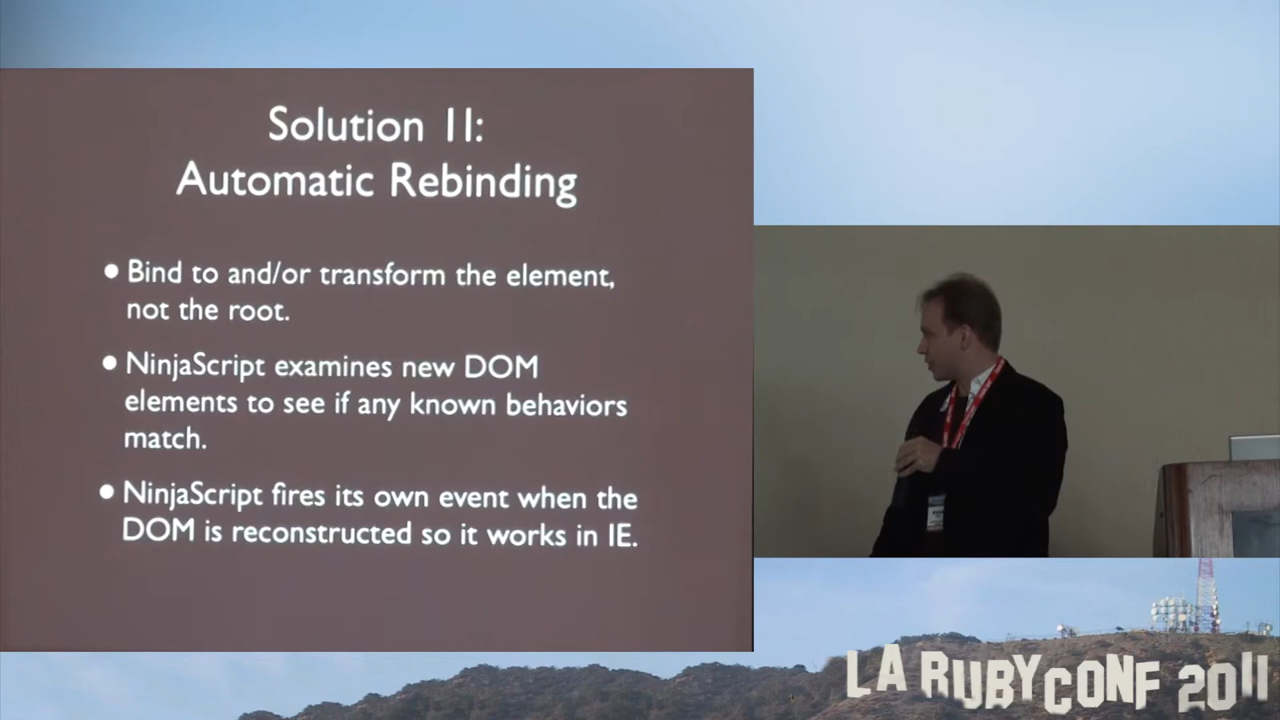 Solution II:
Automatic Rebinding
• Bind to and/or transform the element,
not the root.
• NinjaScript examines new DOM
elements to see if any known behaviors
match.
• NinjaScript fires its own event when the
DOM is reconstructed so it works in IE.
LA RUBYCONF 2011